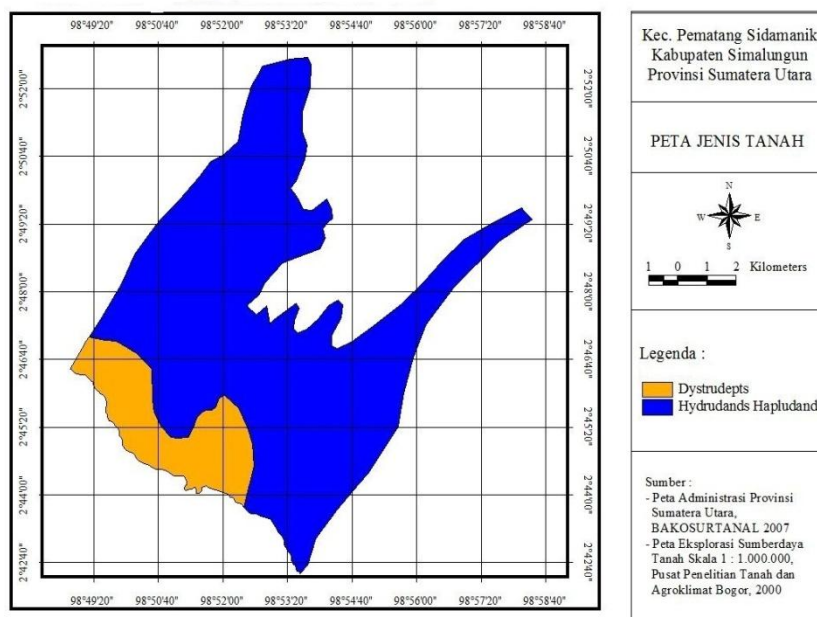 98°49'20" 98°50'40" 98°52'00" 98°53'20" 98°54'40" 98°56'00" 98°57'20" 98°58'40"
2°52'00" 2°52'00"
2°50'40" 2°50'40"
2°49'20" 2°49'20"
2°48'00" 2°48'00"
2°46'40" 2°46'40"
2°45'20" 2°45'20"
2°44'00" 2°44'00"
2°42'40" 2°42'40"
98°49'20" 98°50'40" 98°52'00" 98°53'20" 98°54'40" 98°56'00" 98°57'20" 98°58'40"
Kec. Pematang Sidamanik
Kabupaten Simalungun
Provinsi Sumatera Utara
PETA JENIS TANAH
N
W E
S
1 0 1 2 Kilometers
Legenda :
Dystrudepts
Hydrudands Hapludand
Sumber :
- Peta Administrasi Provinsi
Sumatera Utara,
BAKOSURTANAL 2007
- Peta Eksplorasi Sumberdaya
Tanah Skala 1 : 1.000.000,
Pusat Penelitian Tanah dan
Agroklimat Bogor, 2000